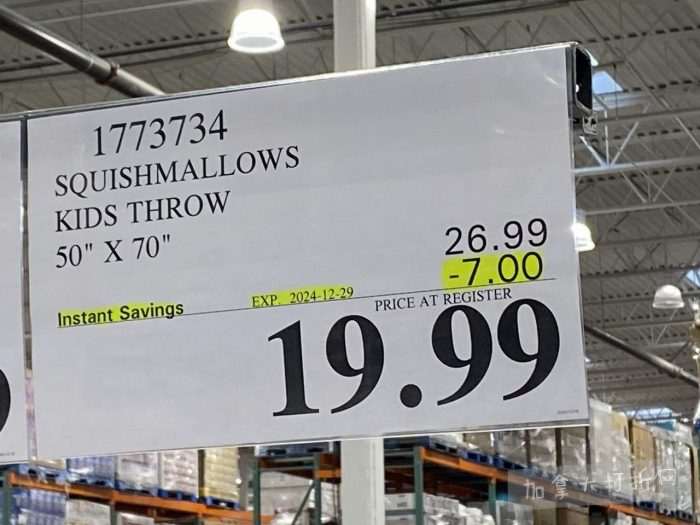 1773734
SQUISHMALLOWS
KIDS THROW
50" X 70"
26.99
-7.00
Instant Savings EXP. 2024-12-29 PRICE AT REGISTER
19.99
加拿大打折网